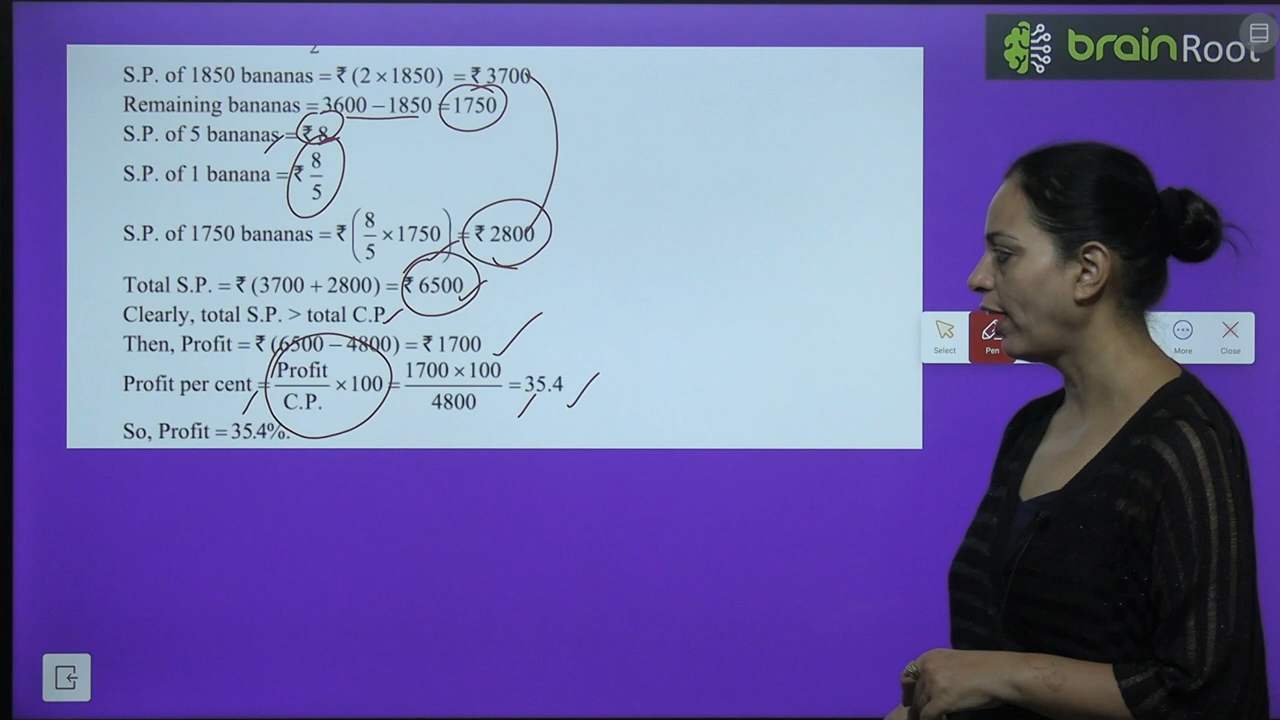 brainRoot
2
S.P. of 1850 bananas = ₹ (2 × 1850) = ₹ 3700
Remaining bananas = 3600 – 1850 = 1750
S.P. of 5 bananas = ₹ 8
S.P. of 1 banana = ₹ 8/5
S.P. of 1750 bananas = ₹ (8/5 × 1750) = ₹ 2800
Total S.P. = ₹ (3700 + 2800) = ₹ 6500
Clearly, total S.P. > total C.P.
Then, Profit = ₹ (6500 – 4800) = ₹ 1700
Profit per cent = Profit/C.P. × 100 = 1700 × 100/4800 = 35.4
So, Profit = 35.4%.
Select Pen More Close